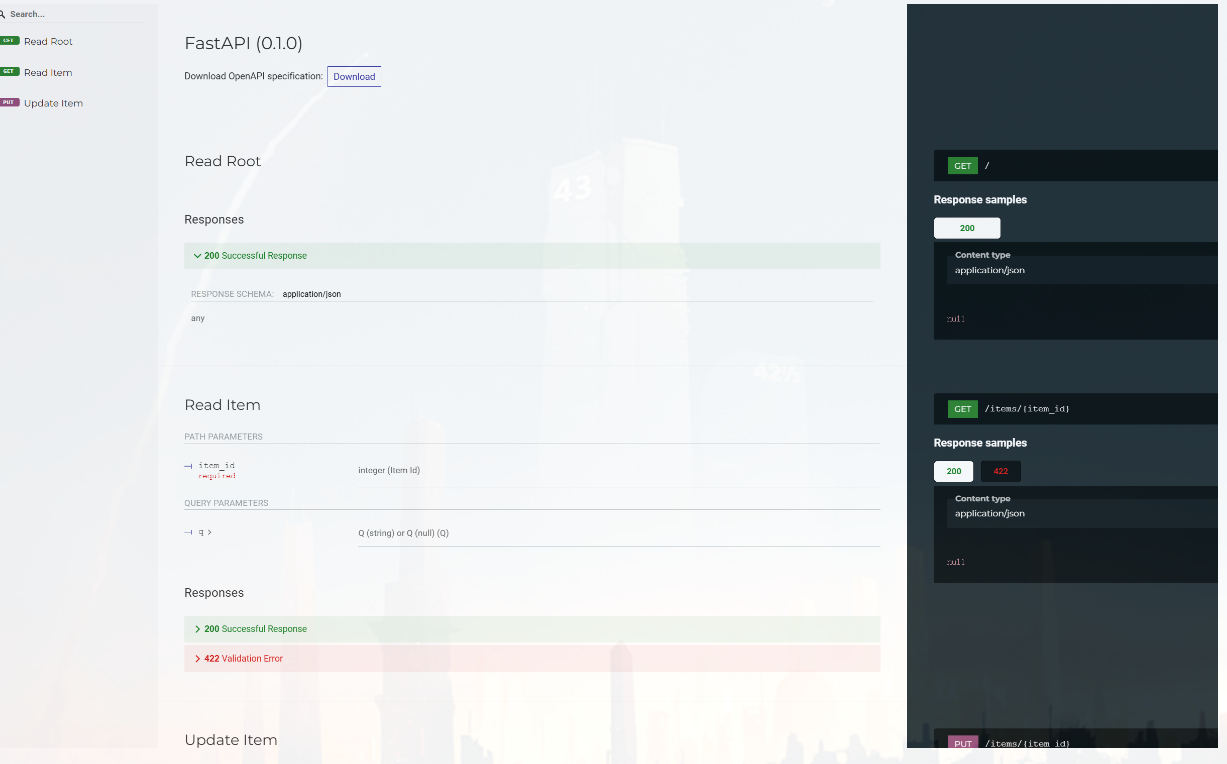 Search...
GET Read Root
GET Read Item
PUT Update Item
FastAPI (0.1.0)
Download OpenAPI specification: Download
Read Root
Responses
200 Successful Response
RESPONSE SCHEMA: application/json
any
43
42½
Read Item
PATH PARAMETERS
item_id
required
integer (Item Id)
QUERY PARAMETERS
q
Q (string) or Q (null) (Q)
Responses
200 Successful Response
422 Validation Error
Update Item
GET /
Response samples
200
Content type
application/json
null
GET /items/{item_id}
Response samples
200 422
Content type
application/json
null
PUT /items/{item_id}